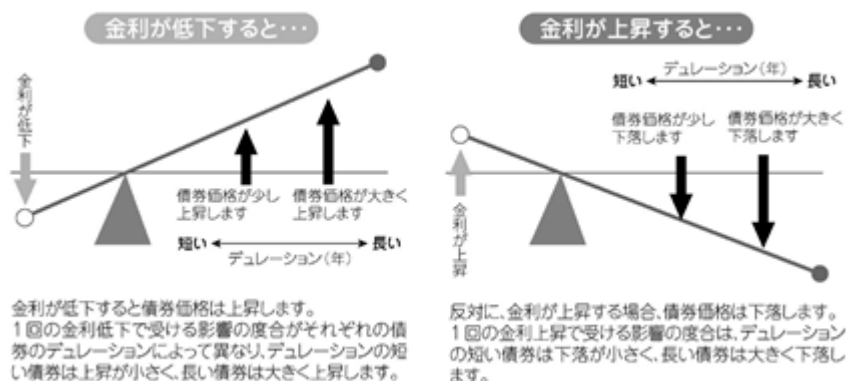 金利が低下すると・・・
金利が低下
債券価格が少し
上昇します
債券価格が大きく
上昇します
短い
長い
デュレーション(年)
金利が低下すると債券価格は上昇します。
1回の金利低下で受ける影響の度合がそれぞれの債
券のデュレーションによって異なり、デュレーションの短
い債券は上昇が小さく、長い債券は大きく上昇します。
金利が上昇すると・・・
デュレーション(年)
短い
長い
債券価格が少し
下落します
債券価格が大きく
下落します
金利が上昇
反対に、金利が上昇する場合、債券価格は下落します。
1回の金利上昇で受ける影響の度合は、デュレーション
の短い債券は下落が小さく、長い債券は大きく下落し
ます。